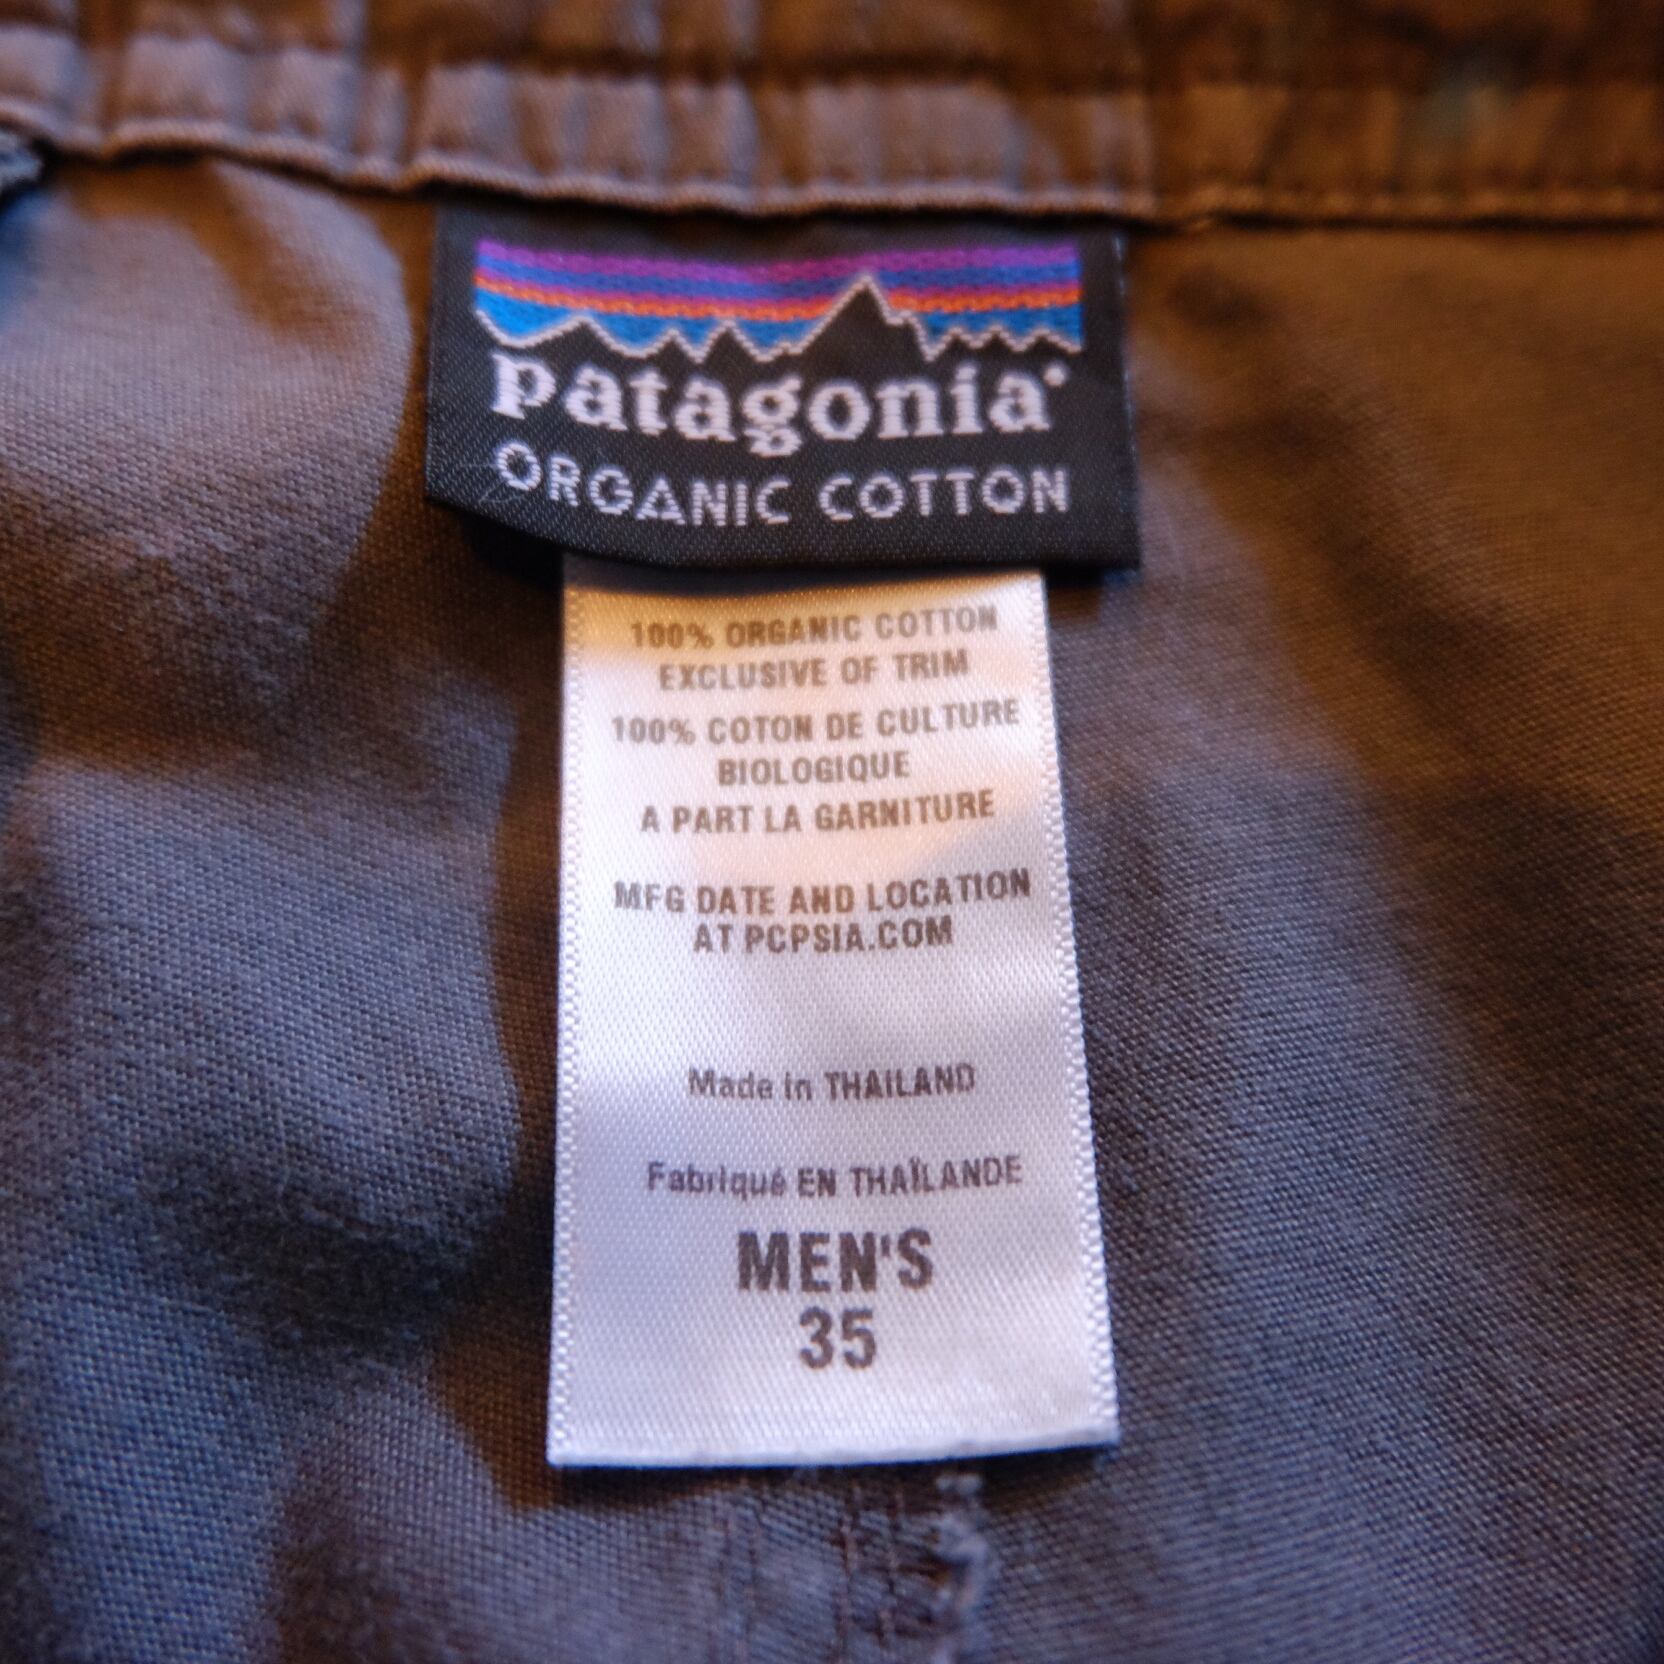 patagonia®
ORGANIC COTTON
100% ORGANIC COTTON
EXCLUSIVE OF TRIM
100% COTON DE CULTURE
BIOLOGIQUE
A PART LA GARNITURE
MFG DATE AND LOCATION
AT PCPSIA.COM
Made in THAILAND
Fabriqué EN THAÏLANDE
MEN'S
35